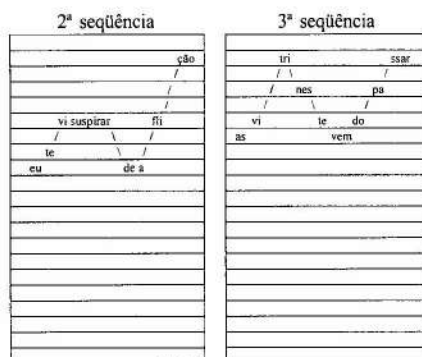 2ª seqüência
ção
vi suspirar fli
te
eu de a
3ª seqüência
tri ssar
nes pa
vi te do
as vem